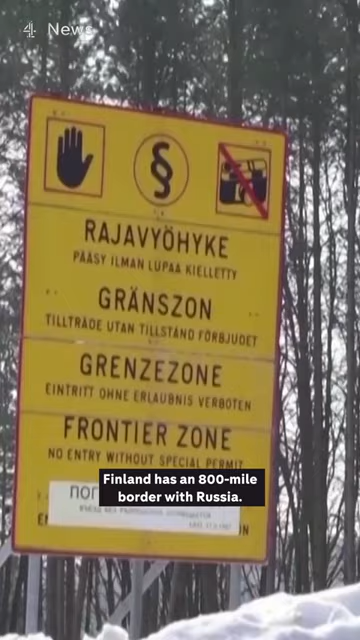 4 News
§
RAJAVYÖHYKE
PÄÄSY ILMAN LUPAA KIELLETTY
GRÄNSZON
TILLTRÄDE UTAN TILLSTÅND FÖRBJUDET
GRENZEZONE
EINTRITT OHNE ERLAUBNIS VERBOTEN
FRONTIER ZONE
NO ENTRY WITHOUT SPECIAL PERMIT
Finland has an 800-mile
border with Russia.